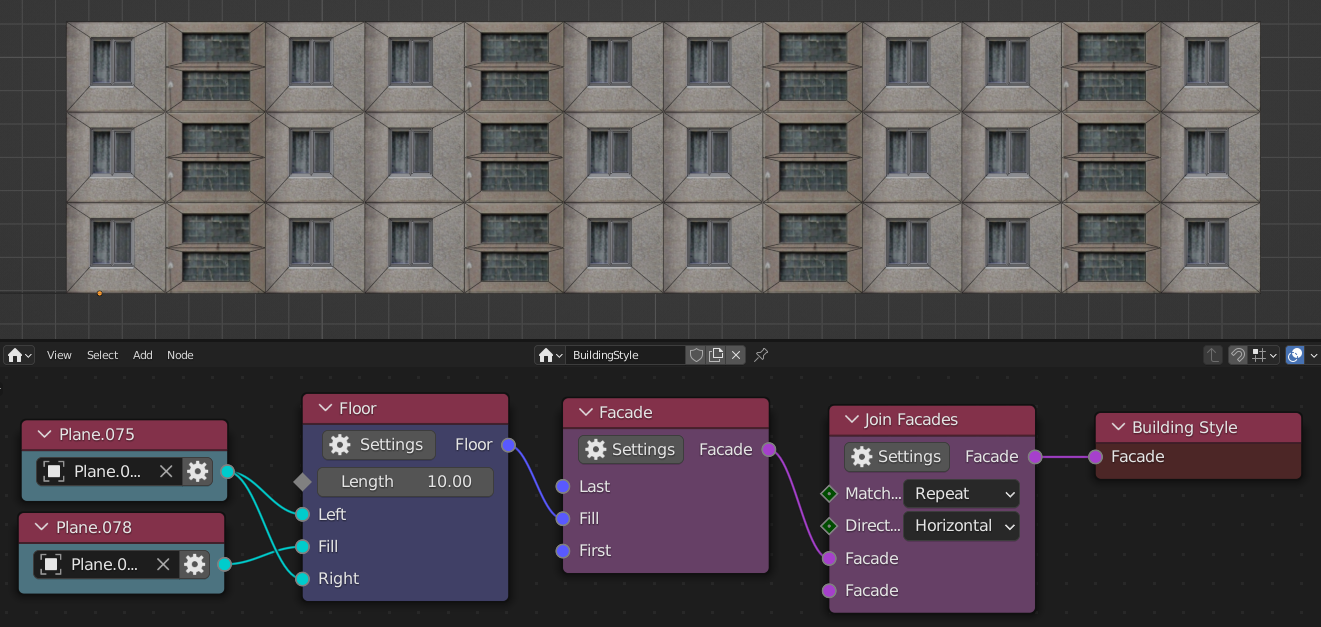 View Select Add Node BuildingStyle
Plane.075
Plane.0...
Plane.078
Plane.0...
Floor
Settings Floor
Length 10.00
Left
Fill
Right
Facade
Settings Facade
Last
Fill
First
Join Facades
Settings Facade
Match... Repeat
Direct... Horizontal
Facade
Facade
Building Style
Facade